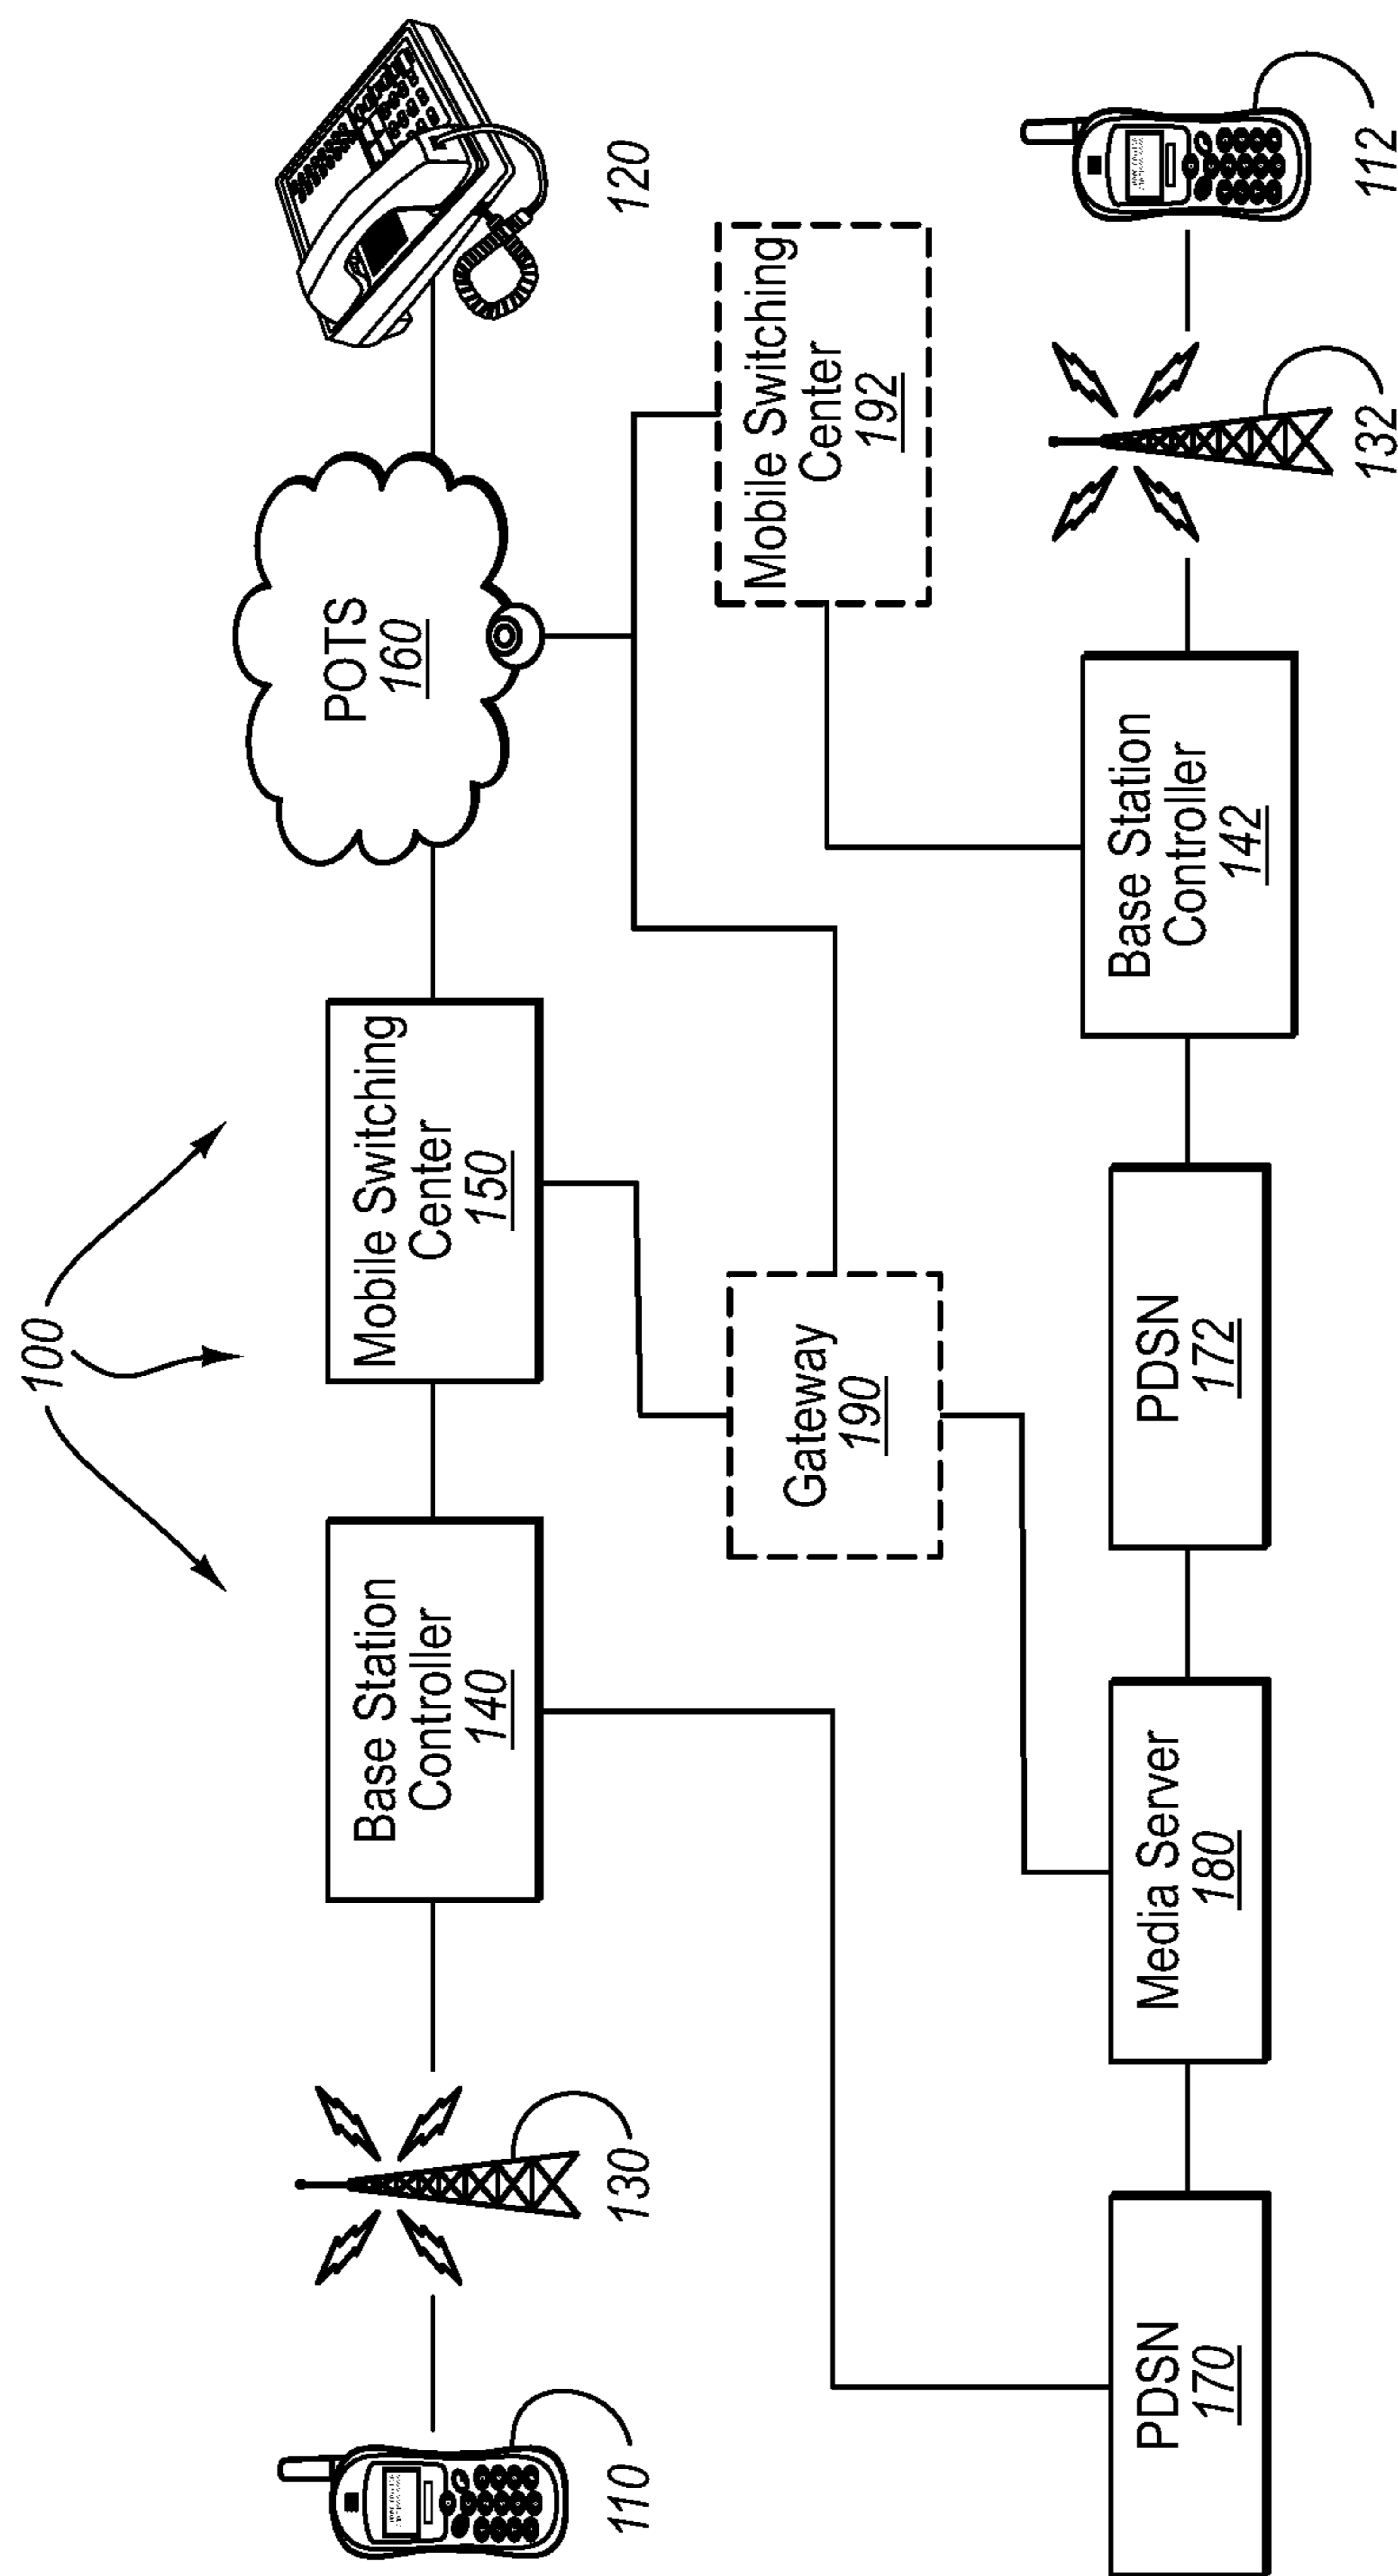 100
110
130
Base Station
Controller
140
Mobile Switching
Center
150
POTS
160
120
Gateway
190
Mobile Switching
Center
192
PDSN
170
Media Server
180
PDSN
172
Base Station
Controller
142
132
112